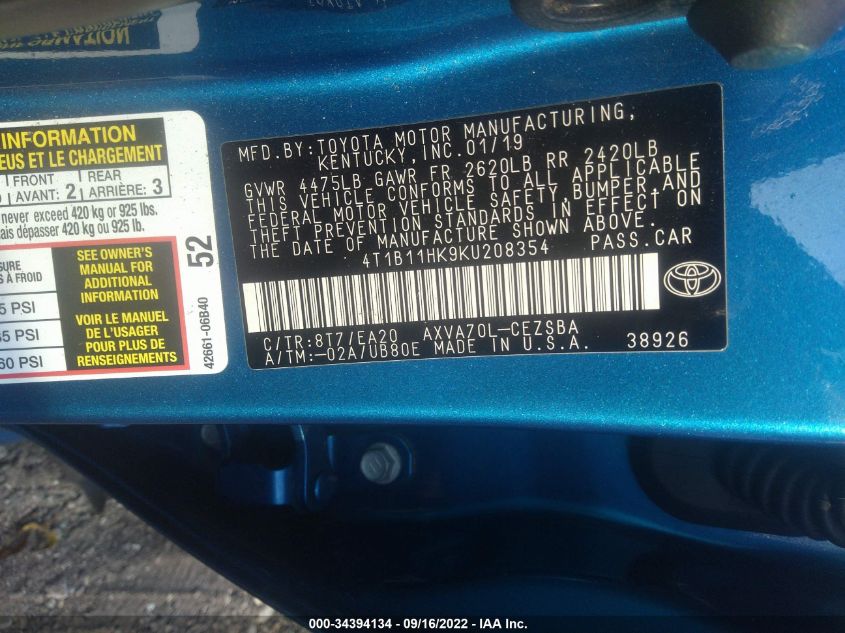 INFORMATION
EUS ET LE CHARGEMENT
FRONT
AVANT: 2
REAR
ARRIÈRE: 3
never exceed 420 kg or 925 lbs.
ais dépasser 420 kg ou 925 lb.
SURE
S À FROID
5 PSI
35 PSI
60 PSI
SEE OWNER'S
MANUAL FOR
ADDITIONAL
INFORMATION
VOIR LE MANUEL
DE L'USAGER
POUR PLUS DE
RENSEIGNEMENTS
52
42661-06B40
MFD.BY:TOYOTA MOTOR MANUFACTURING,
KENTUCKY,INC.01/19
GVWR 4475LB GAWR FR 2620LB RR 2420LB
THIS VEHICLE CONFORMS TO ALL APPLICABLE
FEDERAL MOTOR VEHICLE SAFETY,BUMPER,AND
THEFT PREVENTION STANDARDS IN EFFECT ON
THE DATE OF MANUFACTURE SHOWN ABOVE.
4T1B11HK9KU208354 PASS.CAR
TOYOTA
C/TR:8T7/EA20 AXVA70L-CEZSBA
A/TM:-02A/UB80E MADE IN U.S.A. 38926
000-34394134 - 09/16/2022 - IAA Inc.